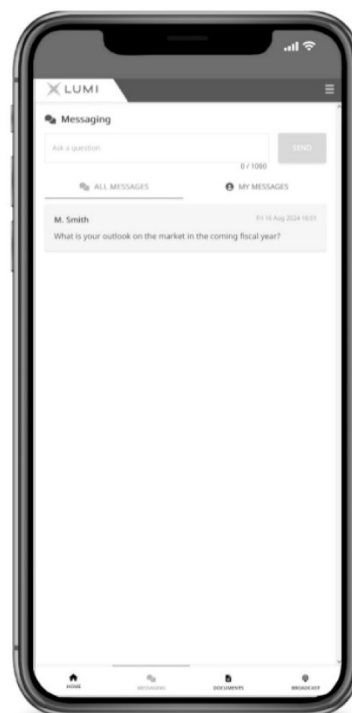 LUMI
Messaging
Ask a question
SEND
0 / 1000
ALL MESSAGES
MY MESSAGES
M. Smith
Fri 16 Aug 2024 16:01
What is your outlook on the market in the coming fiscal year?
HOME
MESSAGING
DOCUMENTS
BROADCAST